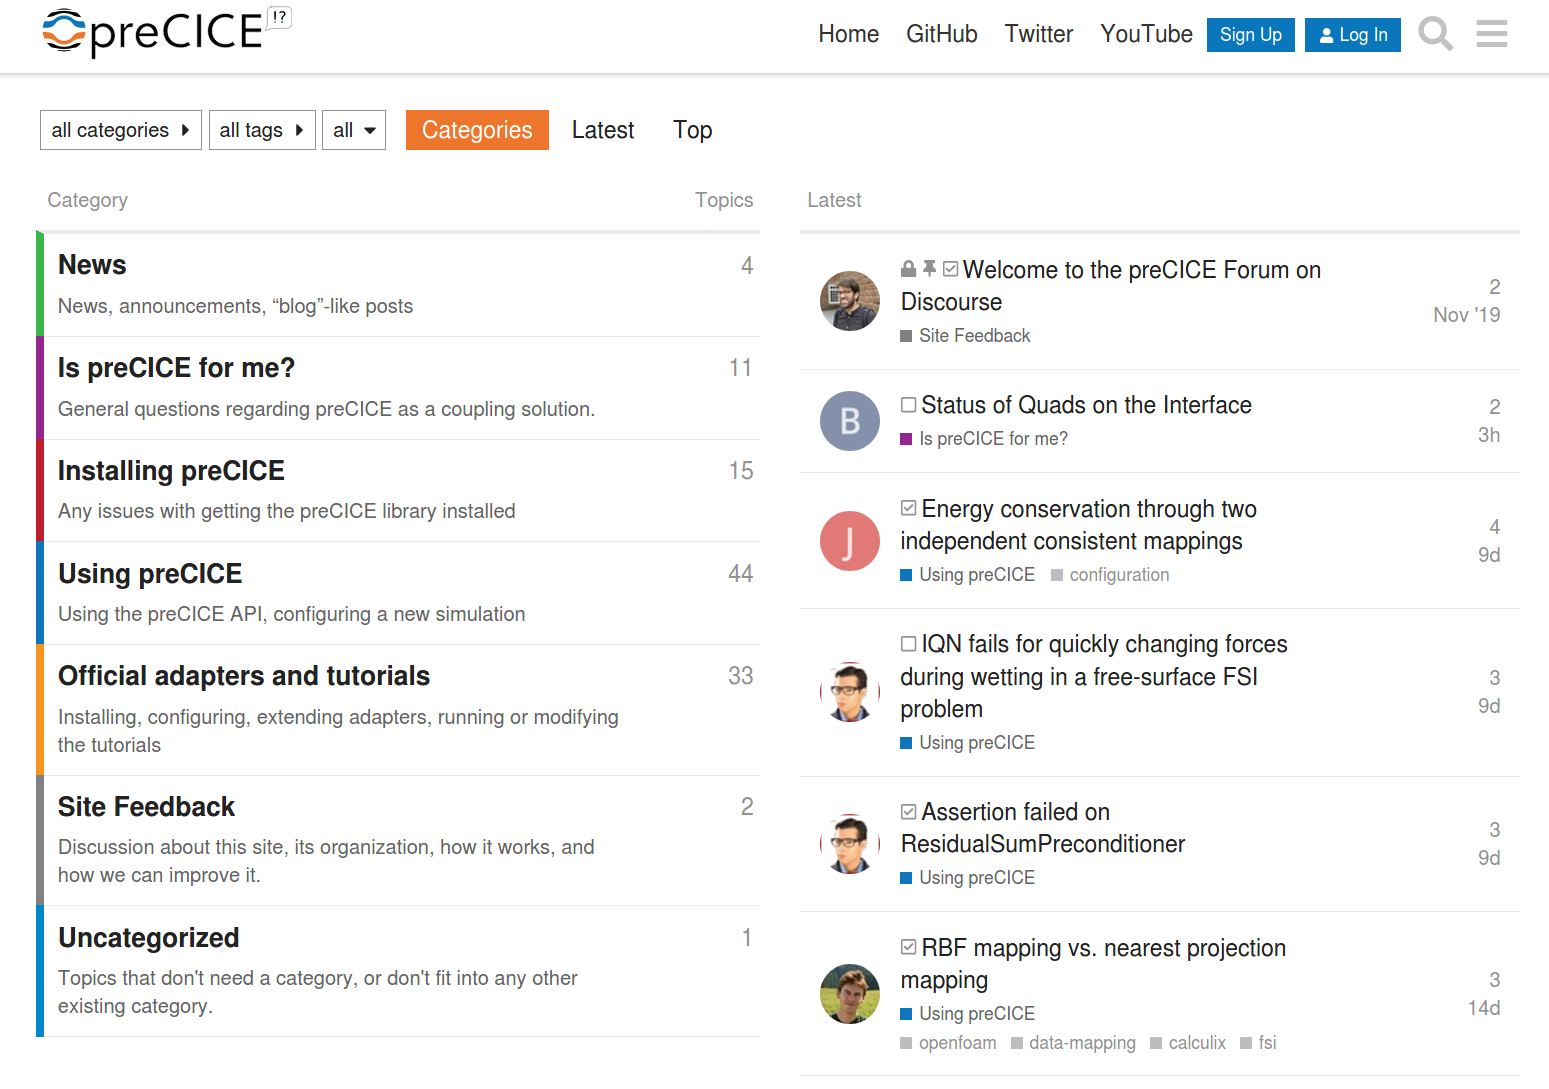 preCICE !?
Home GitHub Twitter YouTube Sign Up Log In
all categories all tags all Categories Latest Top
Category Topics
News 4
News, announcements, “blog”-like posts
Is preCICE for me? 11
General questions regarding preCICE as a coupling solution.
Installing preCICE 15
Any issues with getting the preCICE library installed
Using preCICE 44
Using the preCICE API, configuring a new simulation
Official adapters and tutorials 33
Installing, configuring, extending adapters, running or modifying
the tutorials
Site Feedback 2
Discussion about this site, its organization, how it works, and
how we can improve it.
Uncategorized 1
Topics that don't need a category, or don't fit into any other
existing category.
Latest
Welcome to the preCICE Forum on
Discourse
2
Nov '19
Site Feedback
B
Status of Quads on the Interface
2
3h
Is preCICE for me?
J
Energy conservation through two
independent consistent mappings
4
9d
Using preCICE configuration
IQN fails for quickly changing forces
during wetting in a free-surface FSI
problem
3
9d
Using preCICE
Assertion failed on
ResidualSumPreconditioner
3
9d
Using preCICE
RBF mapping vs. nearest projection
mapping
3
14d
Using preCICE
openfoam data-mapping calculix fsi